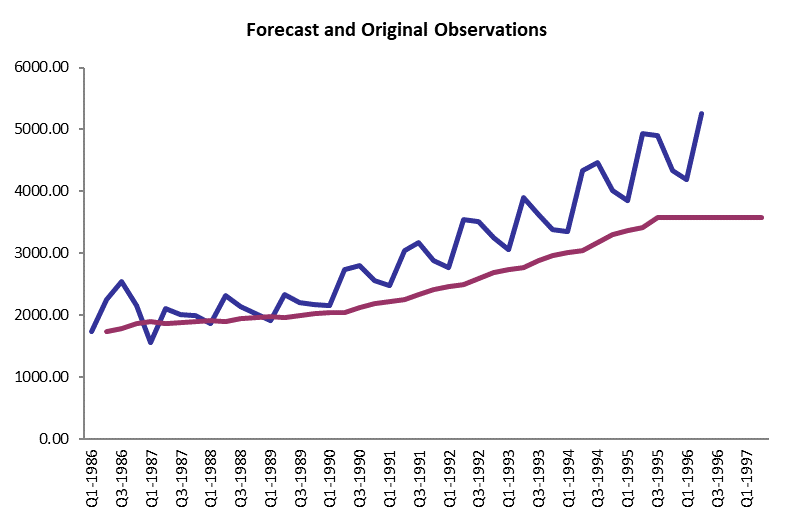 Forecast and Original Observations
6000.00
5000.00
4000.00
3000.00
2000.00
1000.00
0.00
Q1-1986
Q3-1986
Q1-1987
Q3-1987
Q1-1988
Q3-1988
Q1-1989
Q3-1989
Q1-1990
Q3-1990
Q1-1991
Q3-1991
Q1-1992
Q3-1992
Q1-1993
Q3-1993
Q1-1994
Q3-1994
Q1-1995
Q3-1995
Q1-1996
Q3-1996
Q1-1997